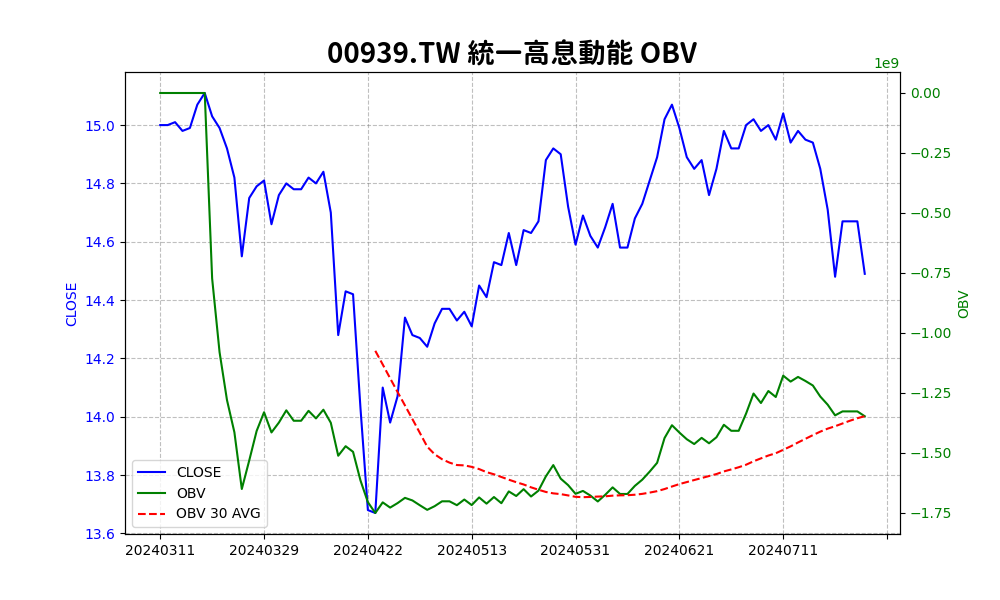 00939.TW 統一高息動能 OBV
1e9
CLOSE
15.0
14.8
14.6
14.4
14.2
14.0
13.8
13.6
0.00
−0.25
−0.50
−0.75
−1.00
−1.25
−1.50
−1.75
OBV
CLOSE
OBV
OBV 30 AVG
20240311 20240329 20240422 20240513 20240531 20240621 20240711